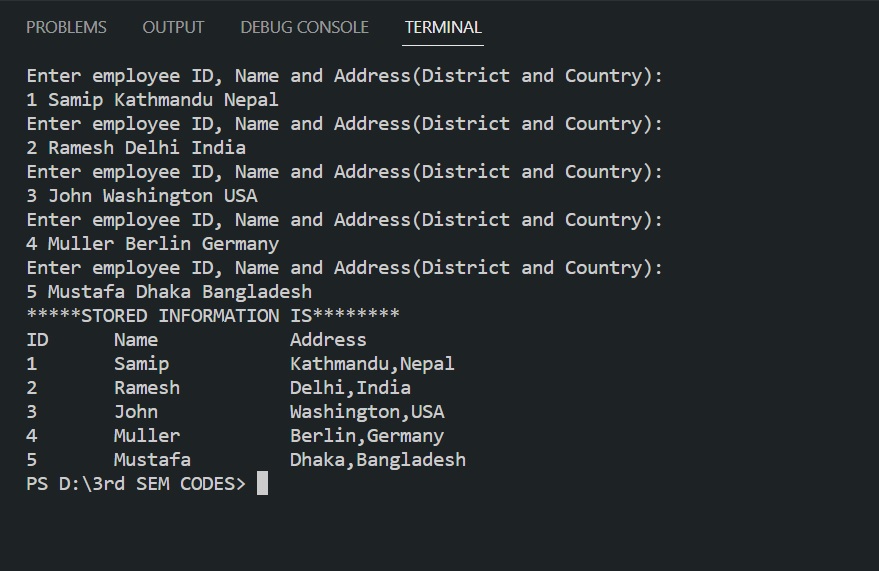 PROBLEMS OUTPUT DEBUG CONSOLE TERMINAL
Enter employee ID, Name and Address(District and Country):
1 Samip Kathmandu Nepal
Enter employee ID, Name and Address(District and Country):
2 Ramesh Delhi India
Enter employee ID, Name and Address(District and Country):
3 John Washington USA
Enter employee ID, Name and Address(District and Country):
4 Muller Berlin Germany
Enter employee ID, Name and Address(District and Country):
5 Mustafa Dhaka Bangladesh
*****STORED INFORMATION IS********
ID Name Address
1 Samip Kathmandu,Nepal
2 Ramesh Delhi,India
3 John Washington,USA
4 Muller Berlin,Germany
5 Mustafa Dhaka,Bangladesh
PS D:\3rd SEM CODES>